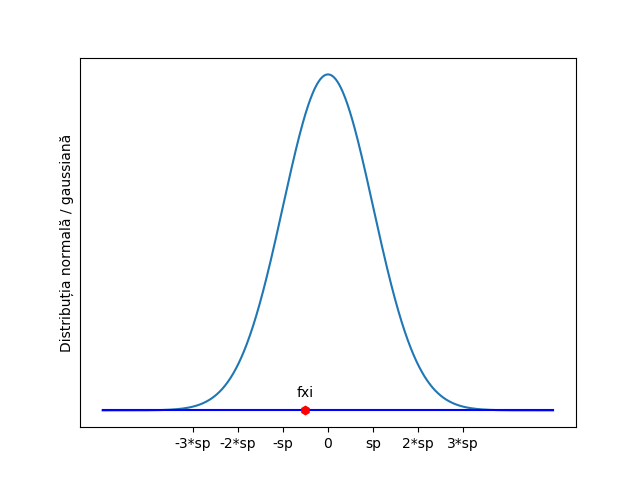 Distribuția normală / gaussiană
fxi
-3*sp -2*sp -sp 0 sp 2*sp 3*sp